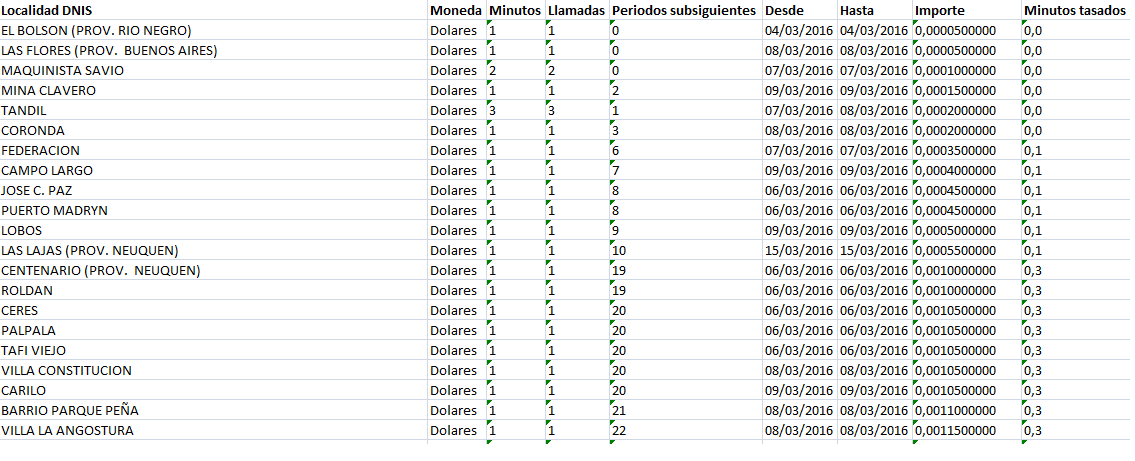 Localidad DNIS Moneda Minutos Llamadas Periodos subsiguientes Desde Hasta Importe Minutos tasados
EL BOLSON (PROV. RIO NEGRO) Dolares 1 1 0 04/03/2016 04/03/2016 0,0000500000 0,0
LAS FLORES (PROV.  BUENOS AIRES) Dolares 1 1 0 08/03/2016 08/03/2016 0,0000500000 0,0
MAQUINISTA SAVIO Dolares 2 2 0 07/03/2016 07/03/2016 0,0001000000 0,0
MINA CLAVERO Dolares 1 1 2 09/03/2016 09/03/2016 0,0001500000 0,0
TANDIL Dolares 3 3 1 07/03/2016 08/03/2016 0,0002000000 0,0
CORONDA Dolares 1 1 3 08/03/2016 08/03/2016 0,0002000000 0,0
FEDERACION Dolares 1 1 6 07/03/2016 07/03/2016 0,0003500000 0,1
CAMPO LARGO Dolares 1 1 7 09/03/2016 09/03/2016 0,0004000000 0,1
JOSE C. PAZ Dolares 1 1 8 06/03/2016 06/03/2016 0,0004500000 0,1
PUERTO MADRYN Dolares 1 1 8 06/03/2016 06/03/2016 0,0004500000 0,1
LOBOS Dolares 1 1 9 09/03/2016 09/03/2016 0,0005000000 0,1
LAS LAJAS (PROV. NEUQUEN) Dolares 1 1 10 15/03/2016 15/03/2016 0,0005500000 0,1
CENTENARIO (PROV.  NEUQUEN) Dolares 1 1 19 06/03/2016 06/03/2016 0,0010000000 0,3
ROLDAN Dolares 1 1 19 06/03/2016 06/03/2016 0,0010000000 0,3
CERES Dolares 1 1 20 06/03/2016 06/03/2016 0,0010500000 0,3
PALPALA Dolares 1 1 20 06/03/2016 06/03/2016 0,0010500000 0,3
TAFI VIEJO Dolares 1 1 20 06/03/2016 06/03/2016 0,0010500000 0,3
VILLA CONSTITUCION Dolares 1 1 20 08/03/2016 08/03/2016 0,0010500000 0,3
CARILO Dolares 1 1 20 09/03/2016 09/03/2016 0,0010500000 0,3
BARRIO PARQUE PEÑA Dolares 1 1 21 08/03/2016 08/03/2016 0,0011000000 0,3
VILLA LA ANGOSTURA Dolares 1 1 22 08/03/2016 08/03/2016 0,0011500000 0,3